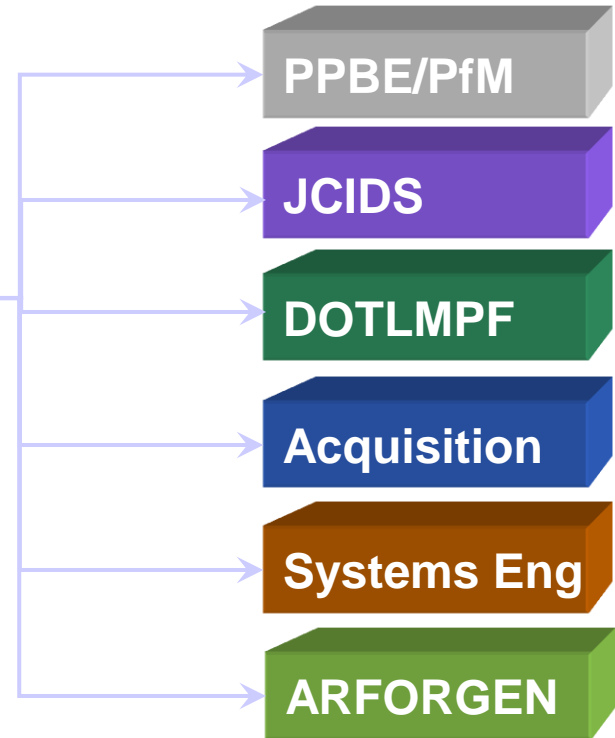 PPBE/PfM
JCIDS
DOTLMPF
Acquisition
Systems Eng
ARFORGEN